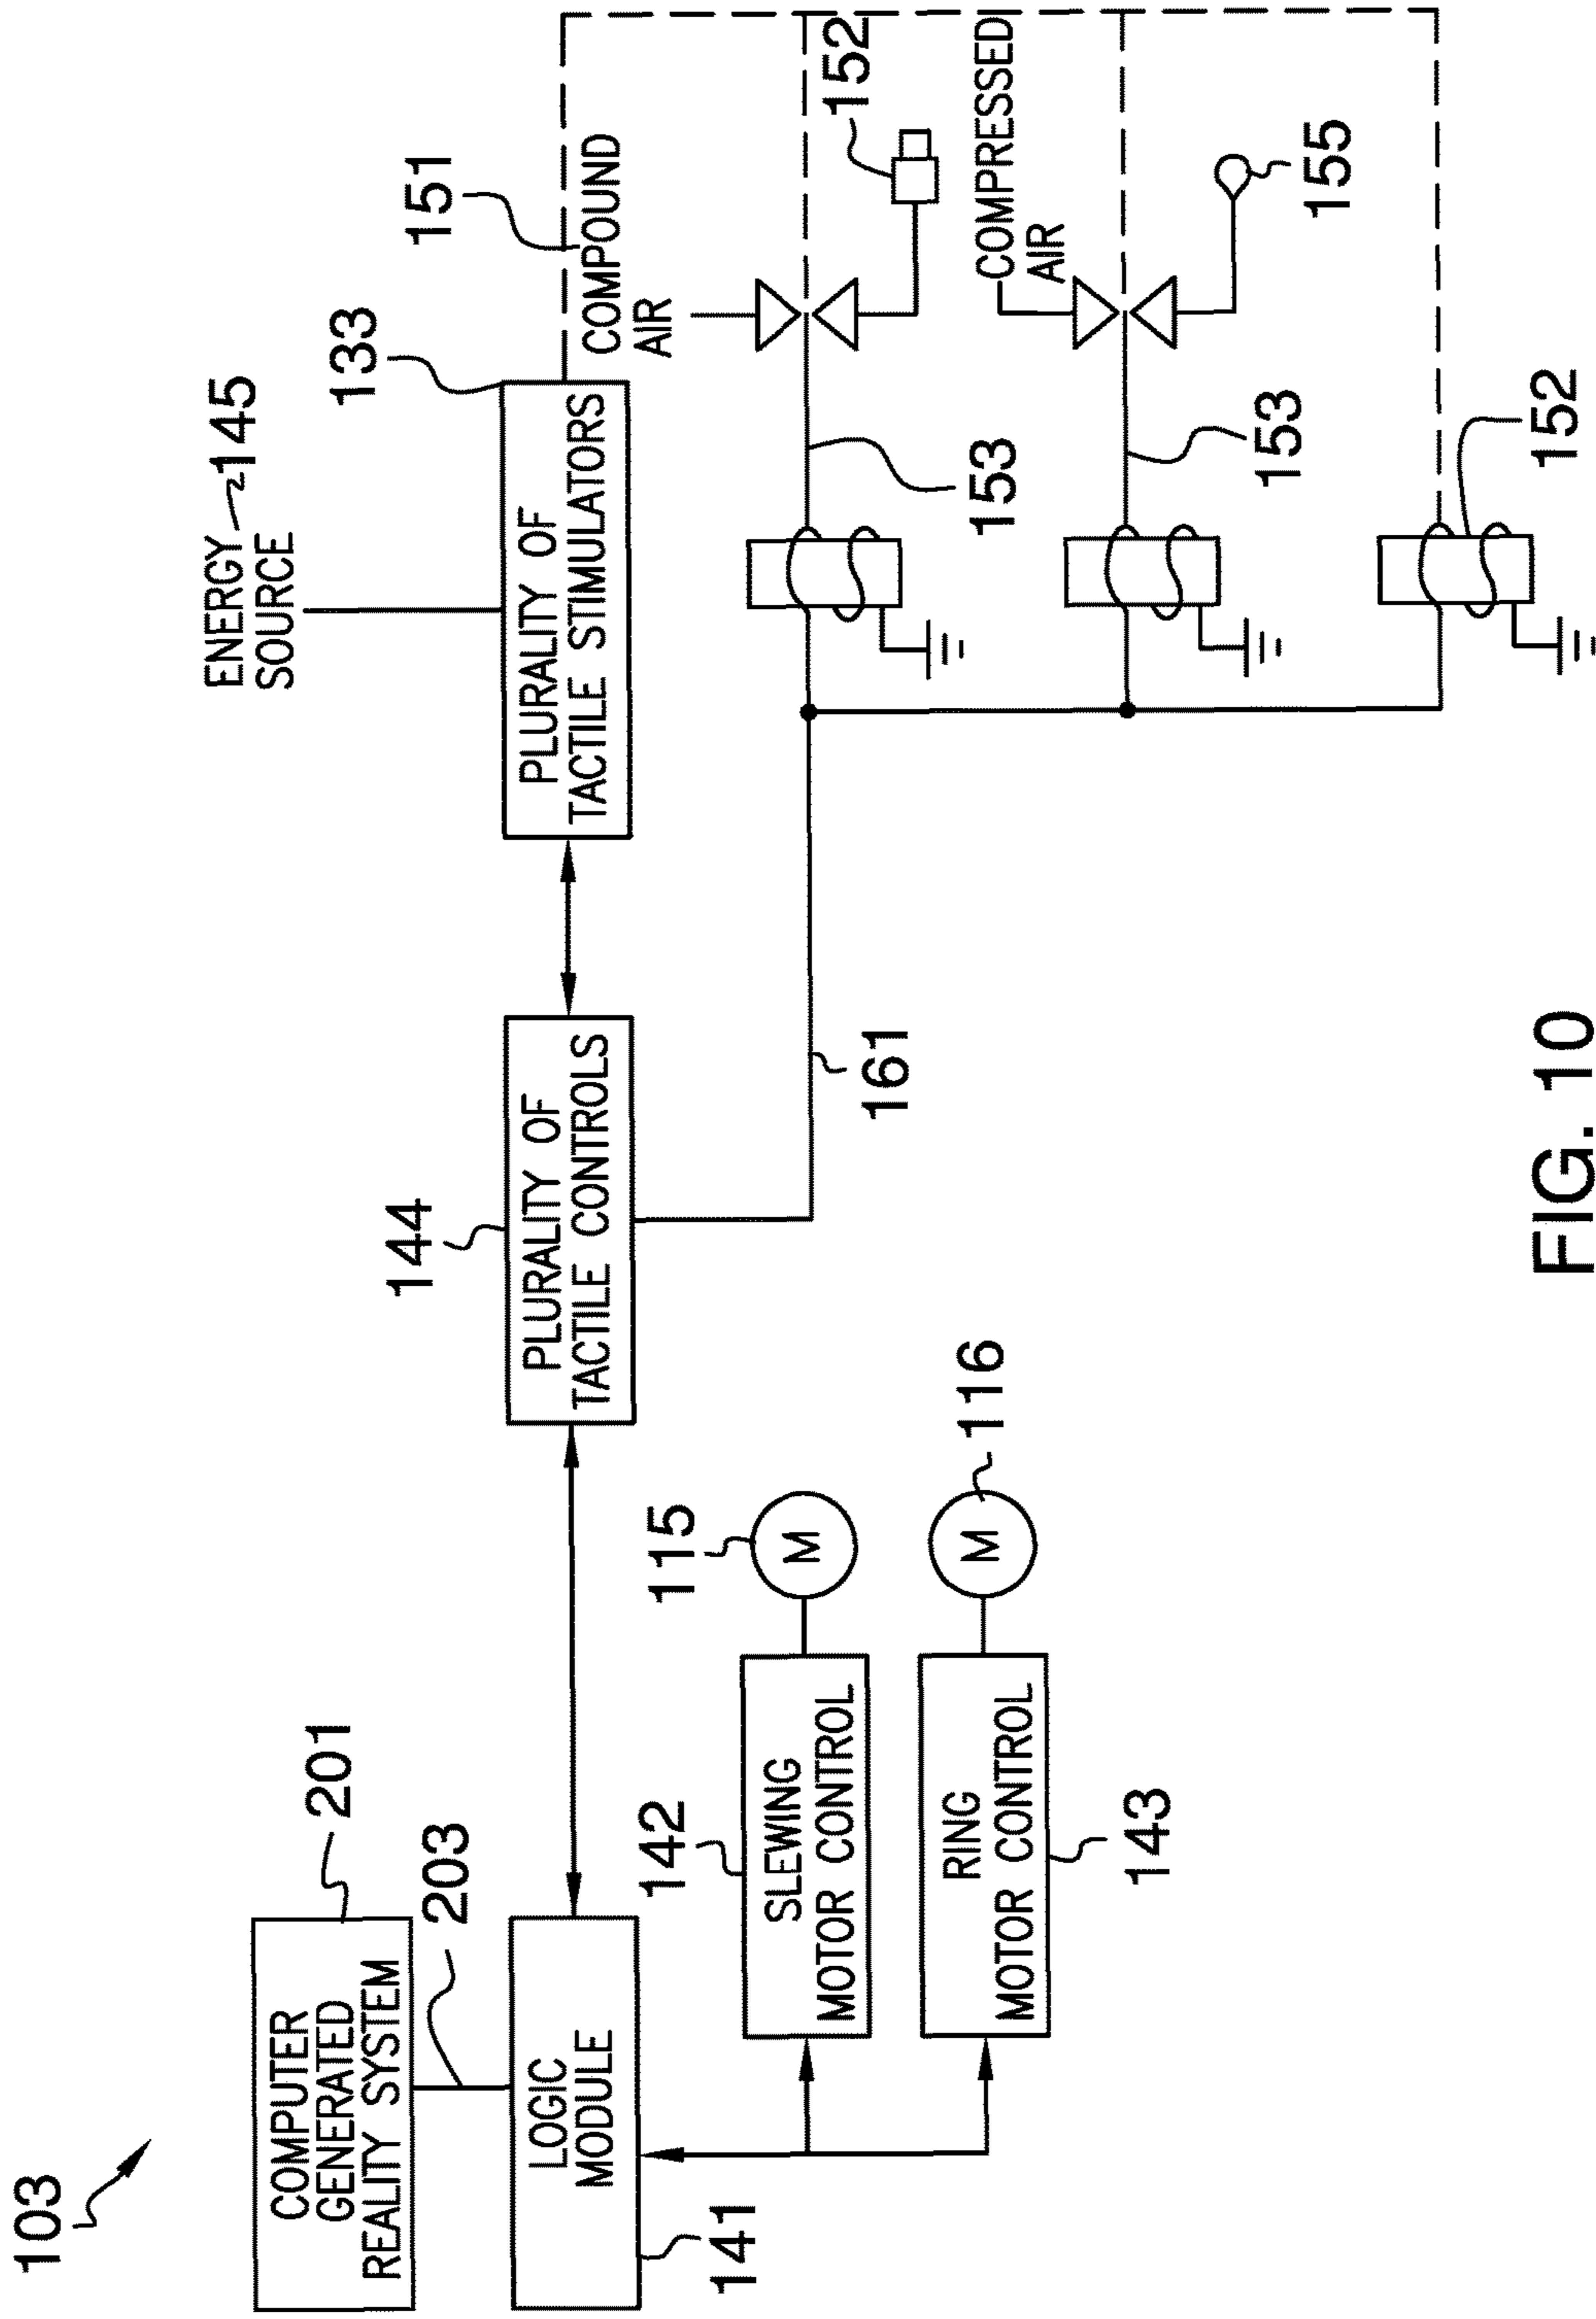 103
COMPUTER
GENERATED
REALITY SYSTEM
201
203
LOGIC
MODULE
141
142
SLEWING
MOTOR CONTROL
115
M
RING
MOTOR CONTROL
143
116
M
144
PLURALITY OF
TACTILE CONTROLS
161
ENERGY
SOURCE
145
133
PLURALITY OF
TACTILE STIMULATORS
151
COMPOUND
AIR
152
153
COMPRESSED
AIR
155
153
152
FIG. 10